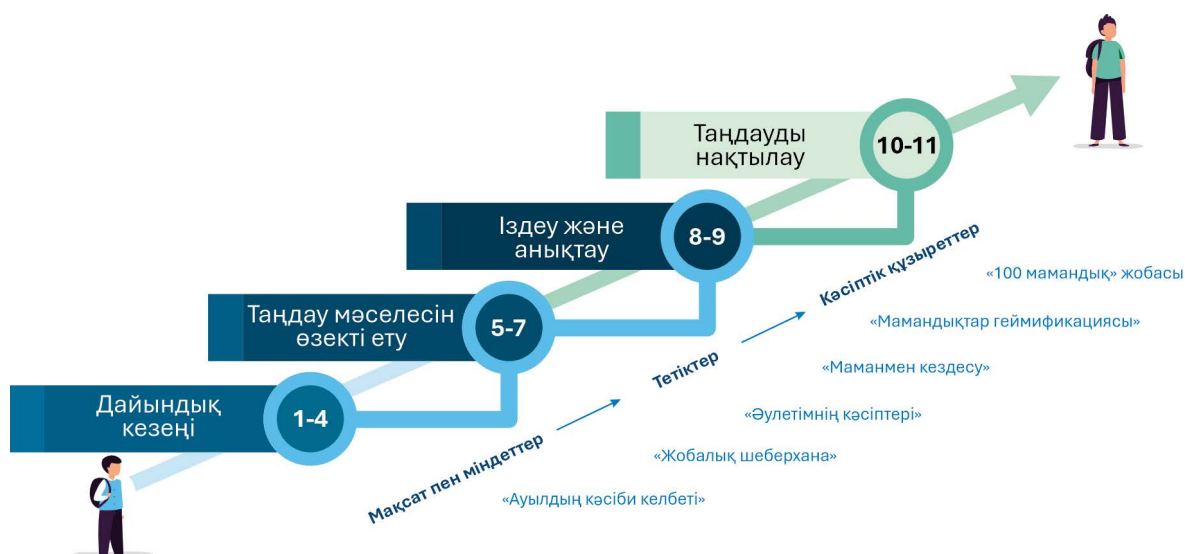 Таңдауды
нақтылау
10-11
Іздеу және
анықтау
8-9
Таңдау мәселесін
өзекті ету
5-7
Дайындық
кезеңі
1-4
Мақсат пен міндеттер
Тетіктер
Кәсіптік құзыреттер
«100 мамандық» жобасы
«Мамандықтар геймификациясы»
«Маманмен кездесу»
«Әулетімнің кәсіптері»
«Жобалық шеберхана»
«Ауылдың кәсіби келбеті»